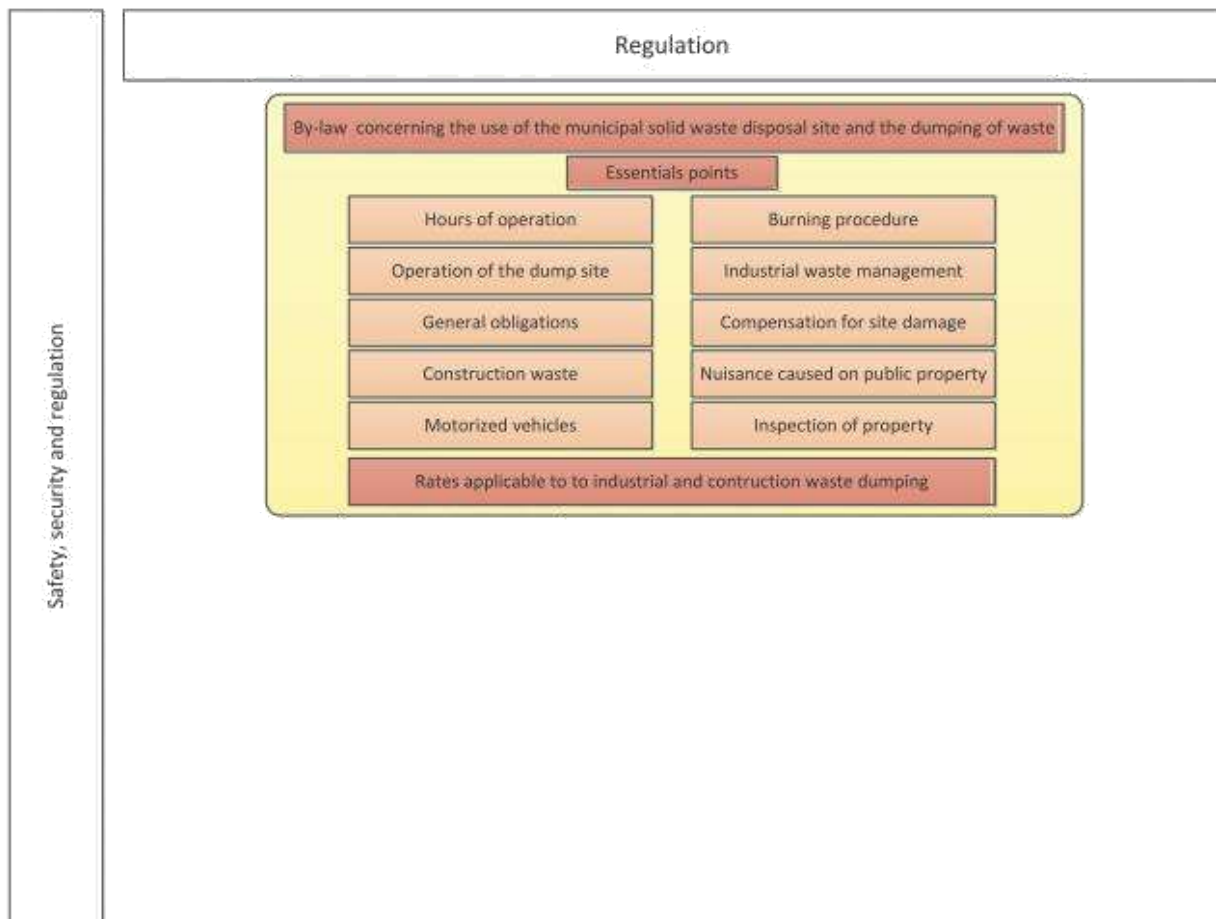 Regulation
Safety, security and regulation
By-law  concerning the use of the municipal solid waste disposal site and the dumping of waste
Essentials points
Hours of operation
Burning procedure
Operation of the dump site
Industrial waste management
General obligations
Compensation for site damage
Construction waste
Nuisance caused on public property
Motorized vehicles
Inspection of property
Rates applicable to to industrial and contruction waste dumping